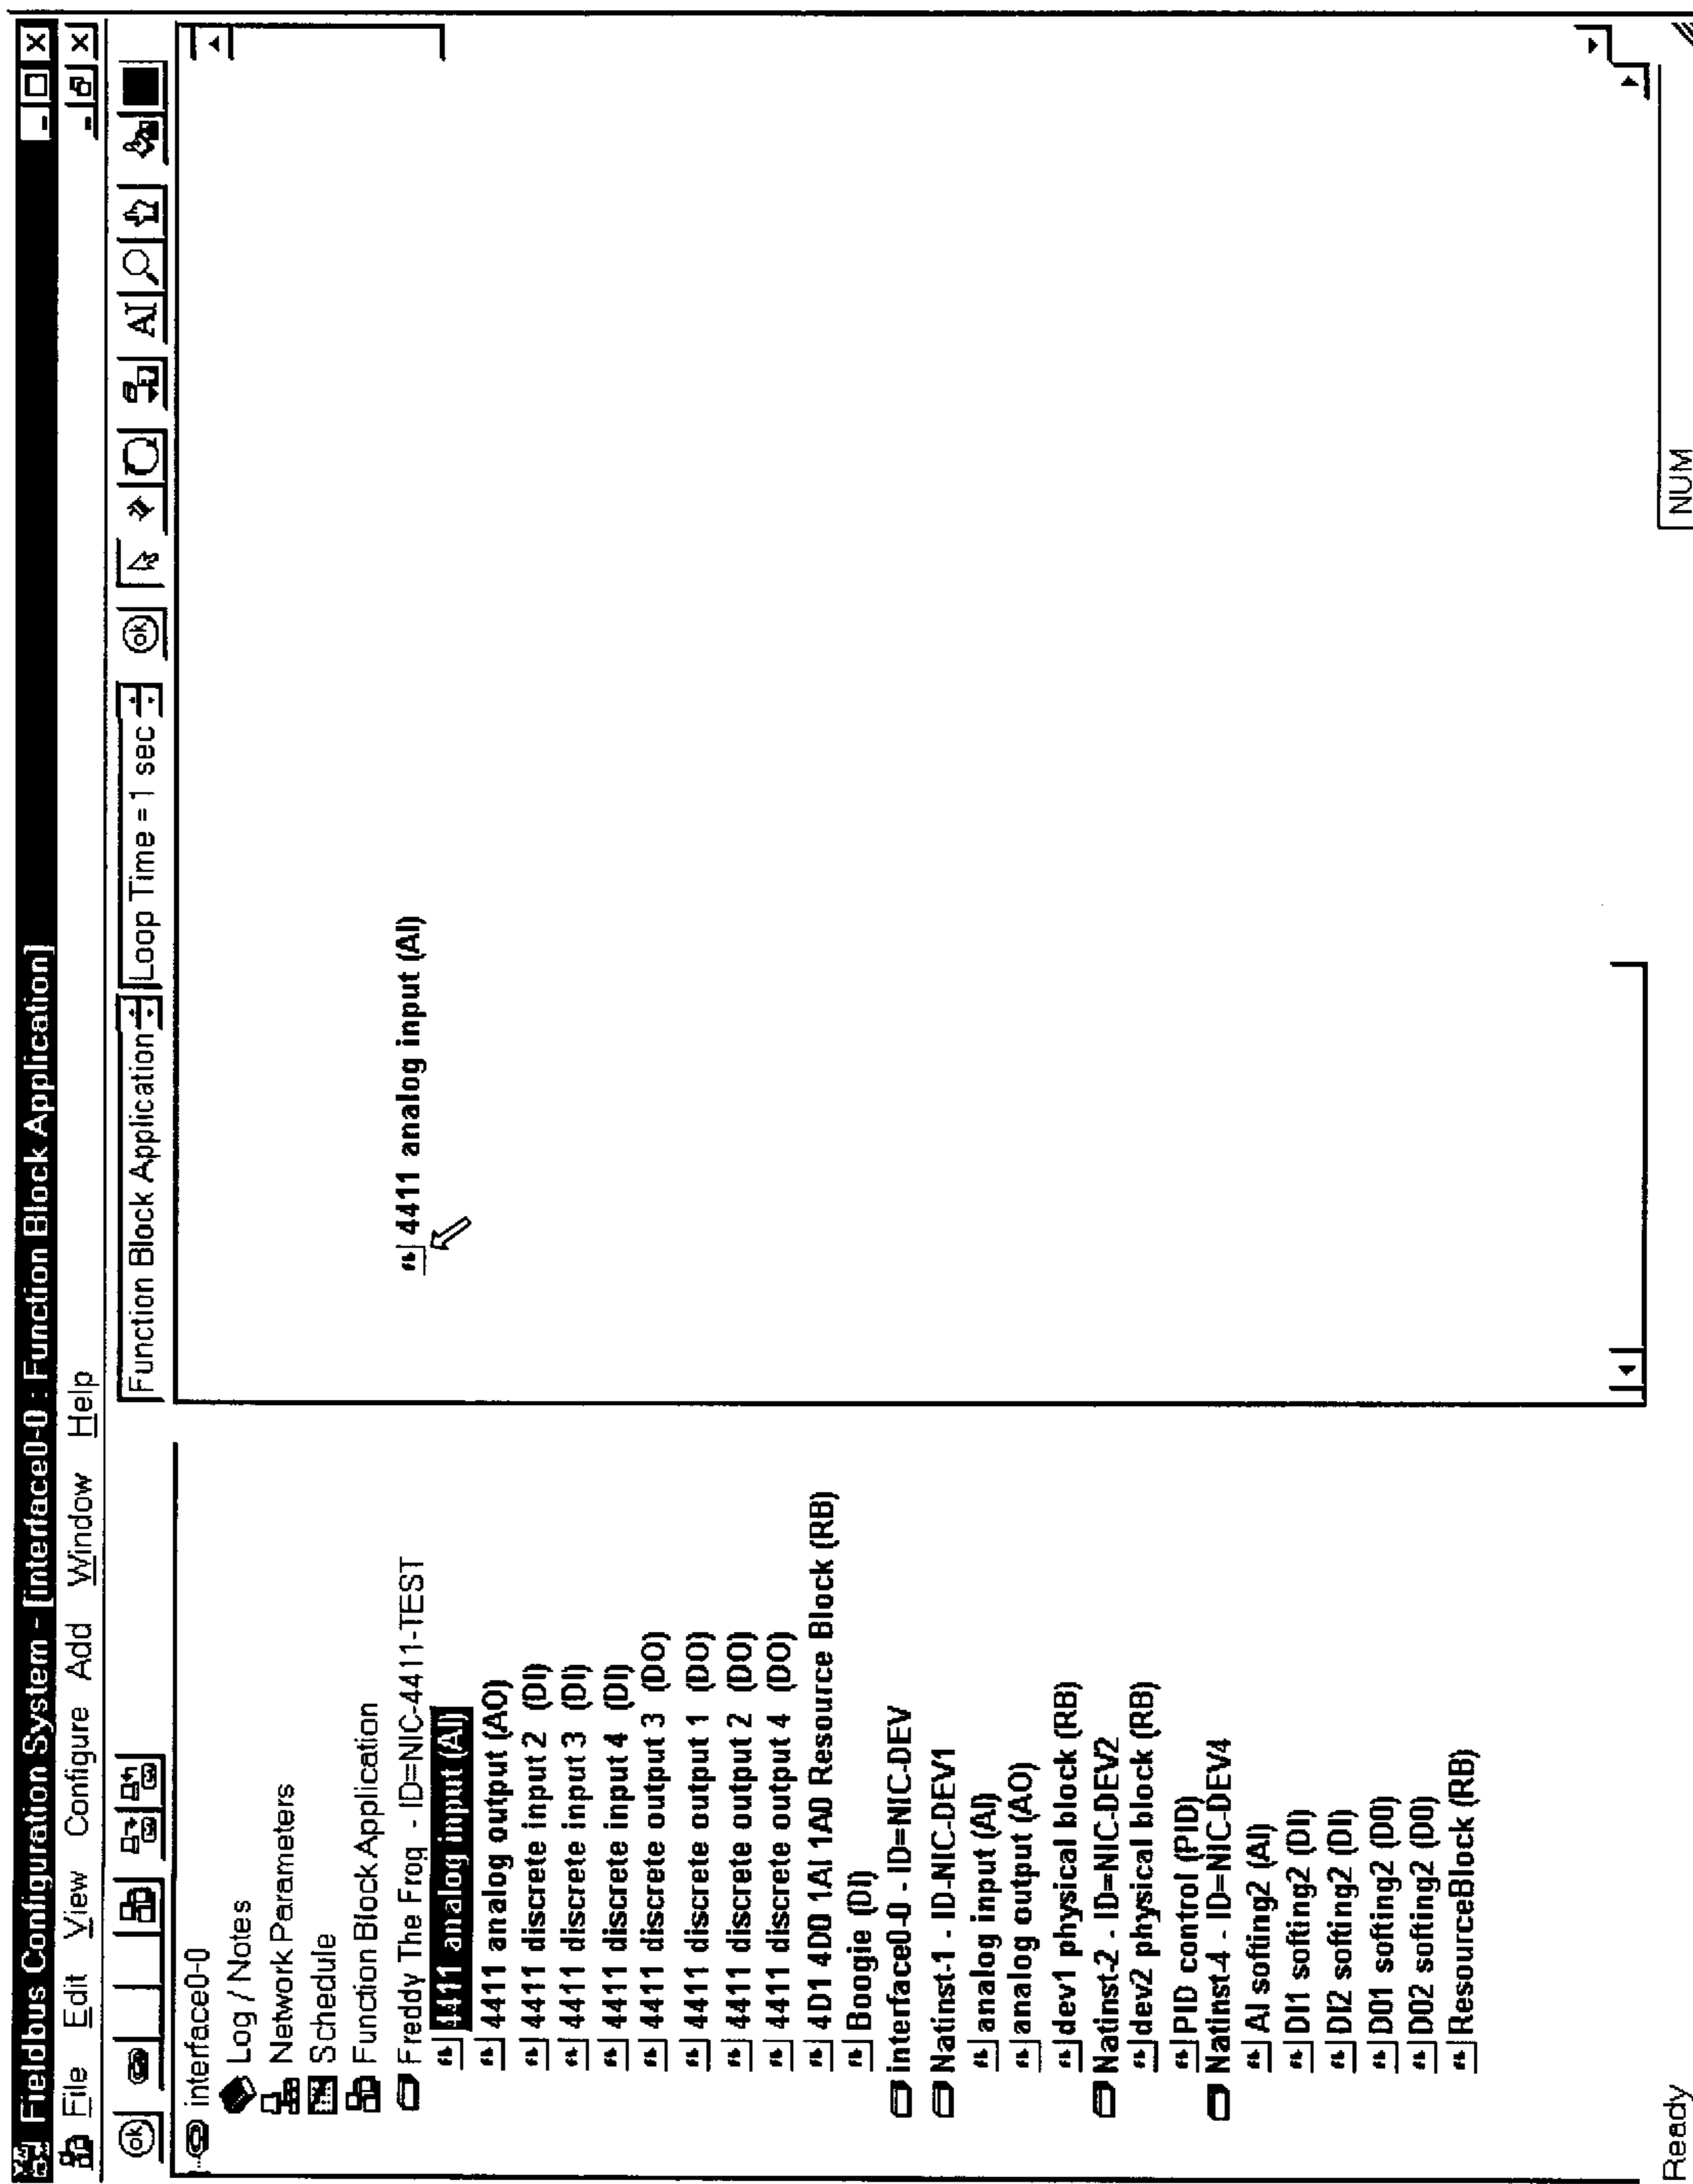 Fieldbus Configuration System - [interface0-0 : Function Block Application]
File Edit View Configure Add Window Help
ok
Function Block Application
Loop Time = 1 sec
ok
AI
interface0-0
Log / Notes
Network Parameters
Schedule
Function Block Application
Freddy The Frog - ID=NIC-4411-TEST
4411 analog input (AI)
4411 analog output (AO)
4411 discrete input 2 (DI)
4411 discrete input 3 (DI)
4411 discrete input 4 (DI)
4411 discrete output 3 (DO)
4411 discrete output 1 (DO)
4411 discrete output 2 (DO)
4411 discrete output 4 (DO)
4D1 4DO 1AI 1AO Resource Block (RB)
Boogie (DI)
interface0-0 - ID=NIC-DEV
Natinst-1 - ID-NIC-DEV1
analog input (AI)
analog output (AO)
dev1 physical block (RB)
Natinst-2 - ID=NIC-DEV2
dev2 physical block (RB)
PID control (PID)
Natinst-4 - ID=NIC-DEV4
AI softing2 (AI)
DI1 softing2 (DI)
DI2 softing2 (DI)
DO1 softing2 (DO)
DO2 softing2 (DO)
ResourceBlock (RB)
4411 analog input (AI)
Ready
NUM